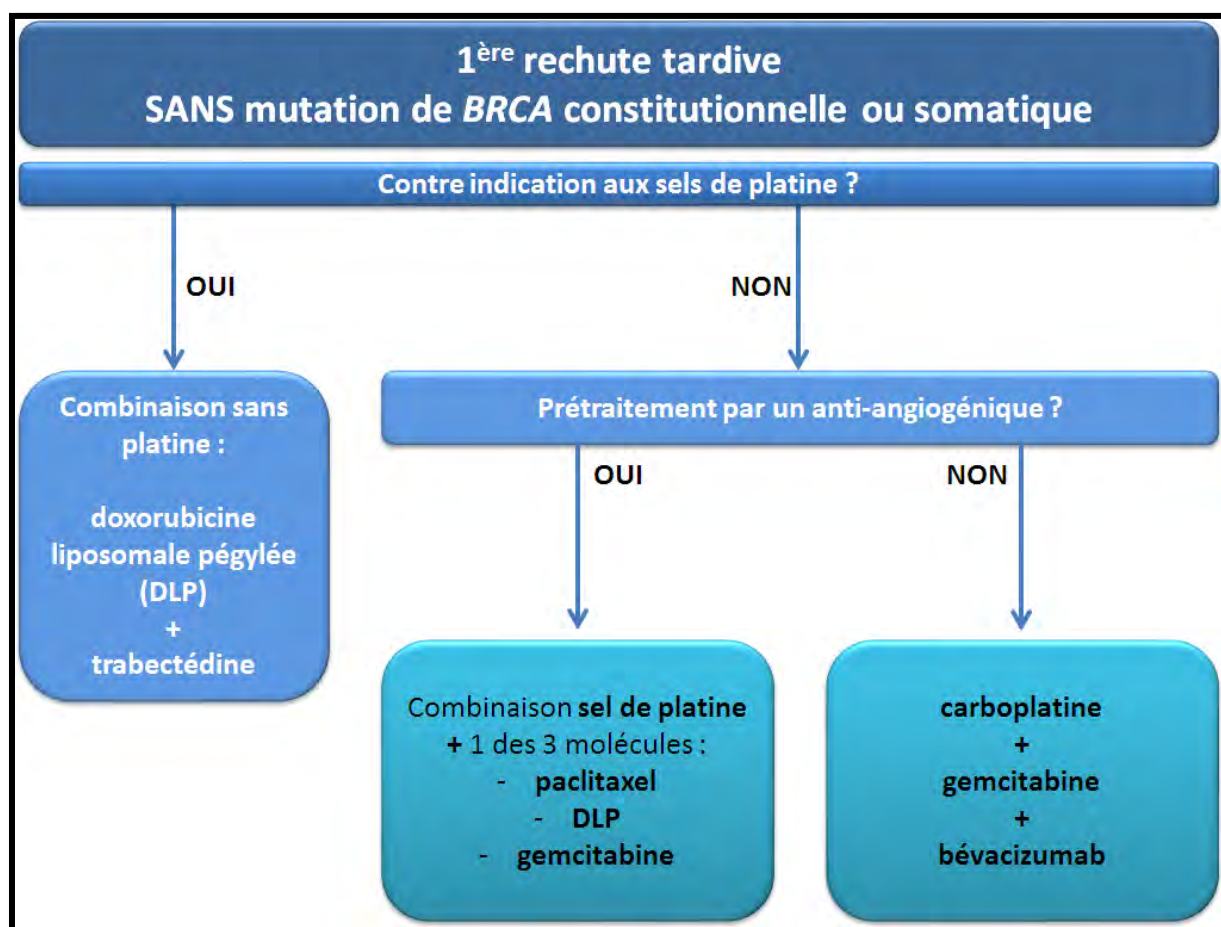 1ère rechute tardive
SANS mutation de BRCA constitutionnelle ou somatique
Contre indication aux sels de platine ?
OUI
NON
Combinaison sans
platine :
doxorubicine
liposomale pégylée
(DLP)
+
trabectédine
Prétraitement par un anti-angiogénique ?
OUI
NON
Combinaison sel de platine
+ 1 des 3 molécules :
- paclitaxel
- DLP
- gemcitabine
carboplatine
+
gemcitabine
+
bévacizumab